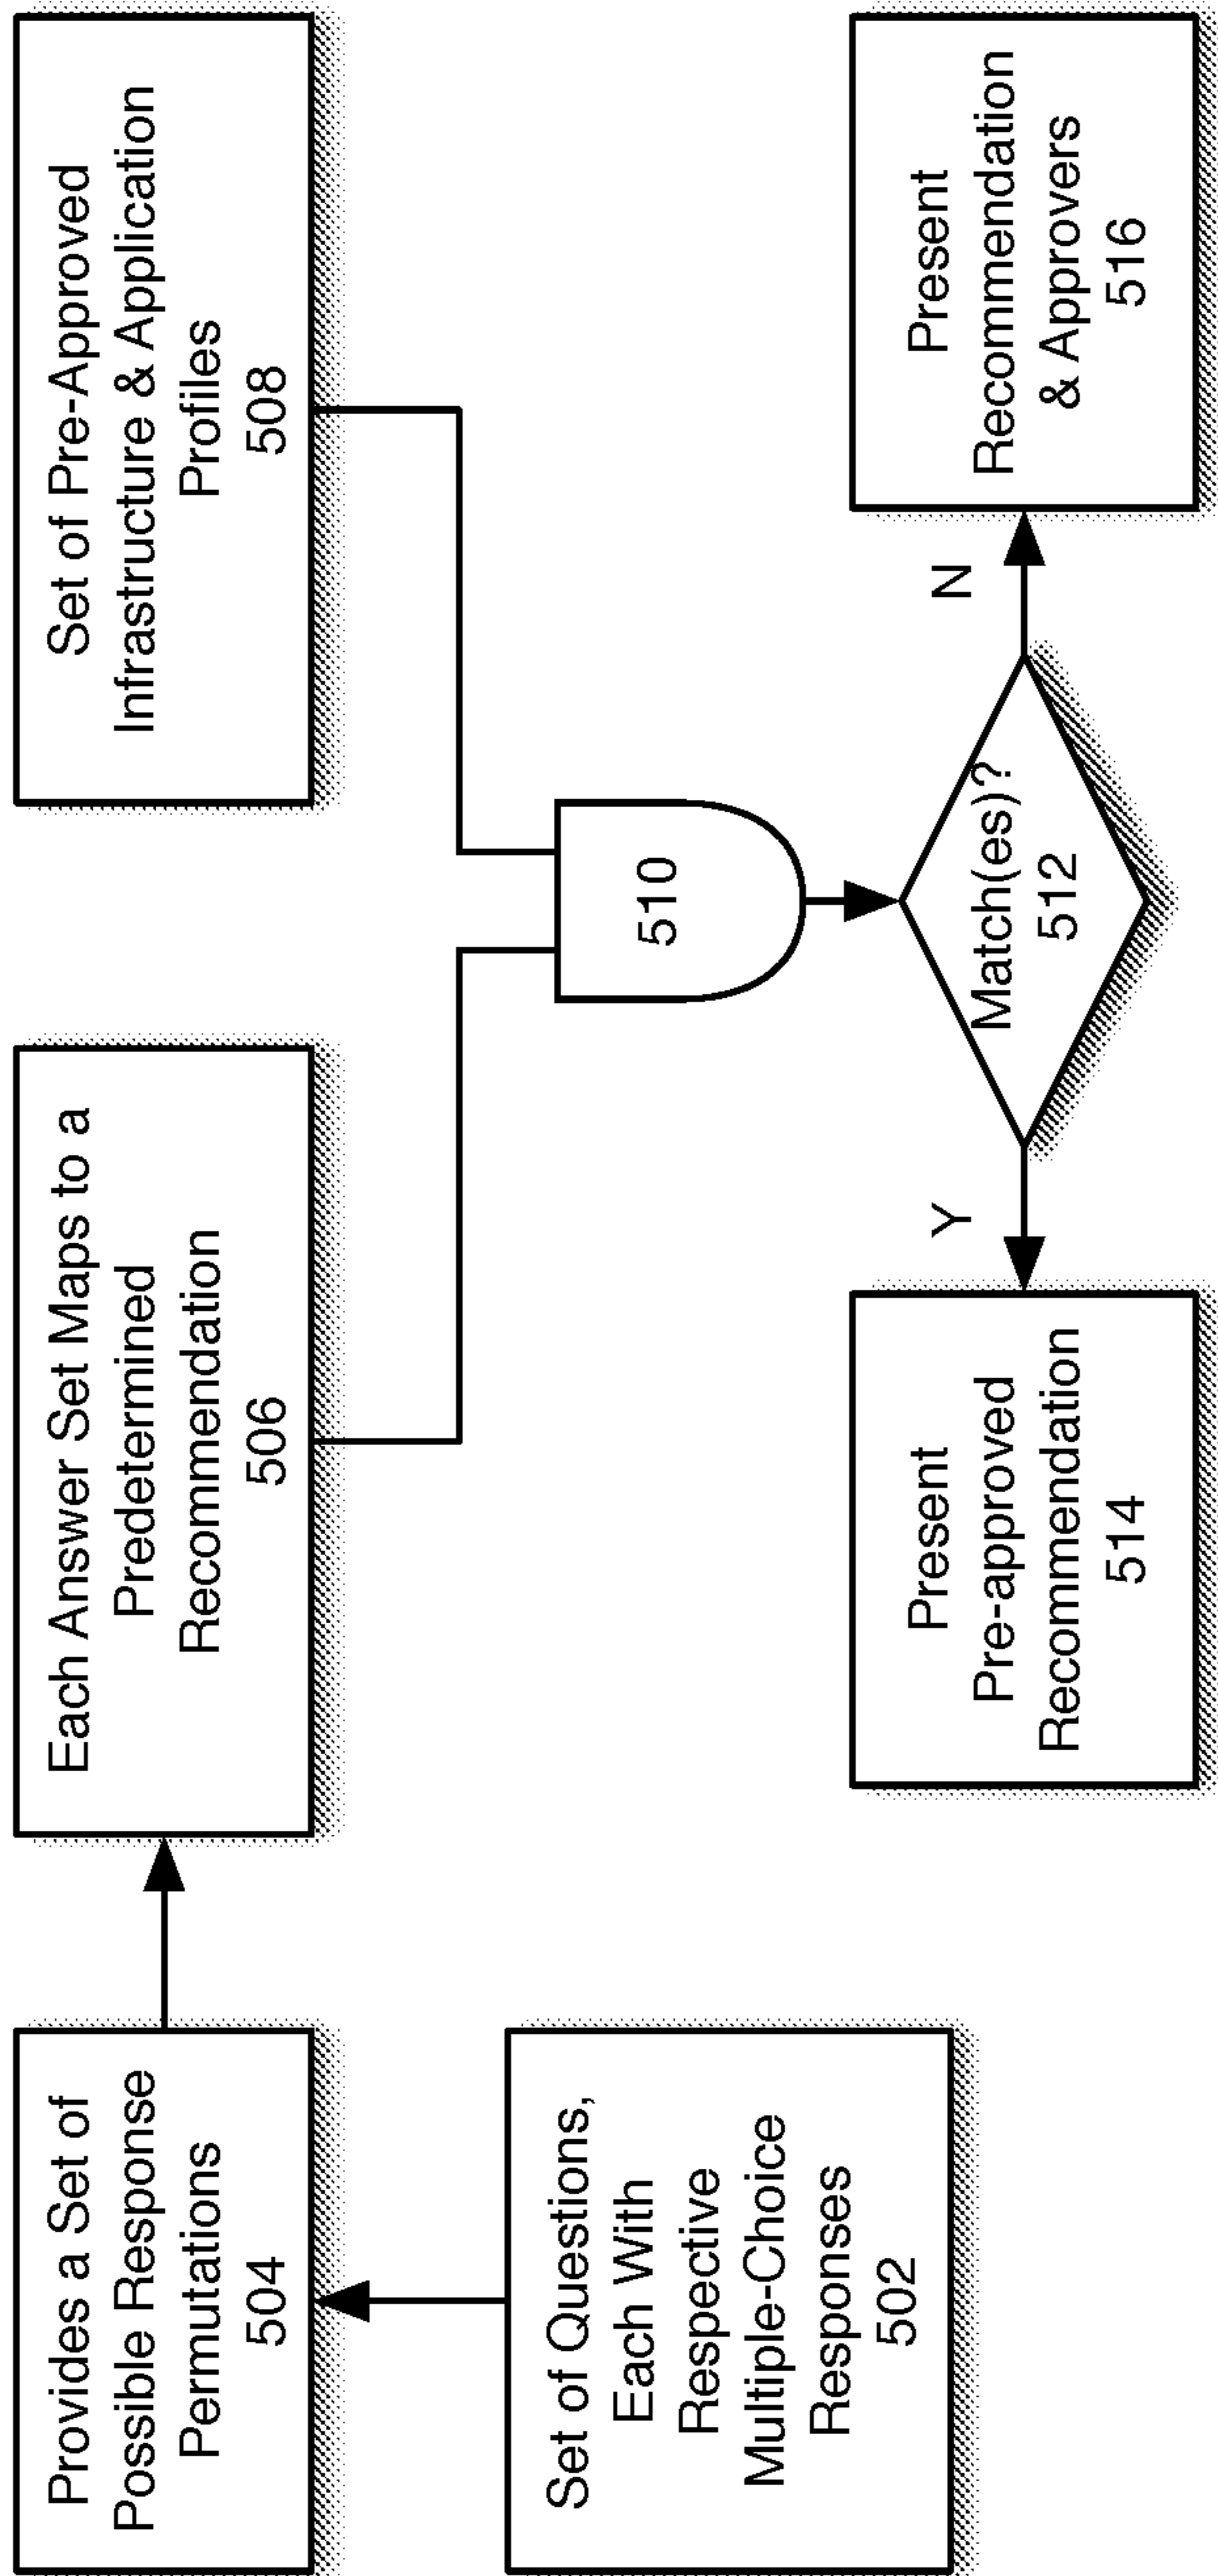 Provides a Set of
Possible Response
Permutations
504
Each Answer Set Maps to a
Predetermined
Recommendation
506
Set of Pre-Approved
Infrastructure & Application
Profiles
508
Set of Questions,
Each With
Respective
Multiple-Choice
Responses
502
510
Match(es)?
512
Y
N
Present
Pre-approved
Recommendation
514
Present
Recommendation
& Approvers
516